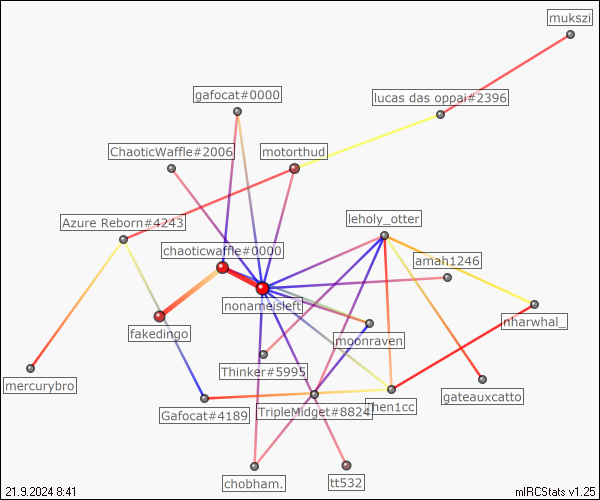 mukszi
gafocat#0000
lucas das oppai#2396
ChaoticWaffle#2006
motorthud
Azure Reborn#4243
leholy_otter
chaoticwaffle#0000
amah1246
nonameisleft
nharwhal_
fakedingo
moonraven
Thinker#5995
mercurybro
gateauxcatto
Gafocat#4189
TripleMidget#8824
hen1cc
chobham.
tt532
21.9.2024 8:41
mIRCStats v1.25